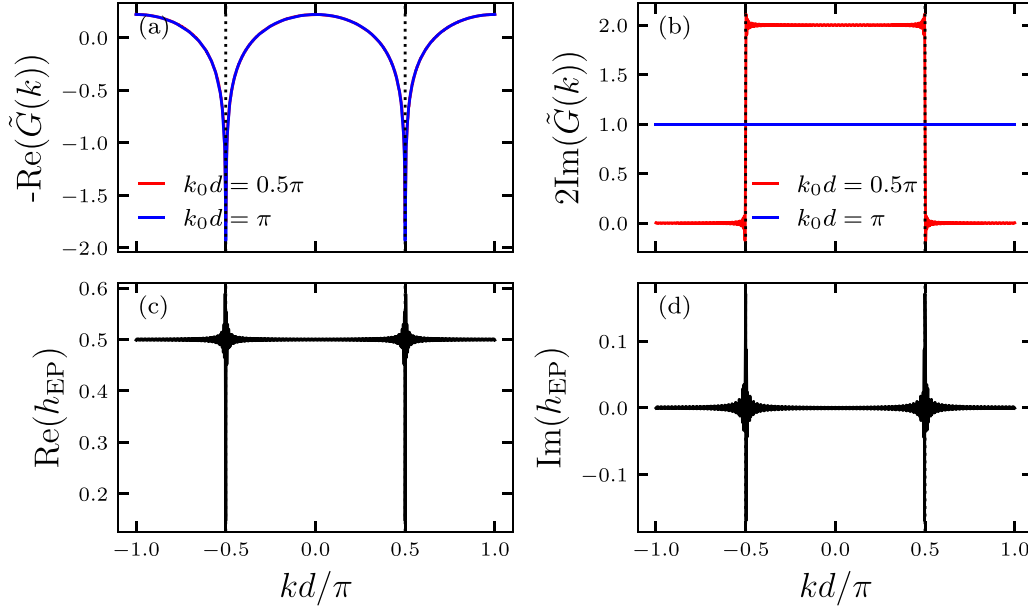 (a)
-Re(G̃(k))
0.0
−0.5
−1.0
−1.5
−2.0
k₀d = 0.5π
k₀d = π
(b)
2Im(G̃(k))
2.0
1.5
1.0
0.5
0.0
k₀d = 0.5π
k₀d = π
(c)
Re(h_EP)
0.6
0.5
0.4
0.3
0.2
−1.0 −0.5 0.0 0.5 1.0
kd/π
(d)
Im(h_EP)
0.1
0.0
−0.1
−1.0 −0.5 0.0 0.5 1.0
kd/π